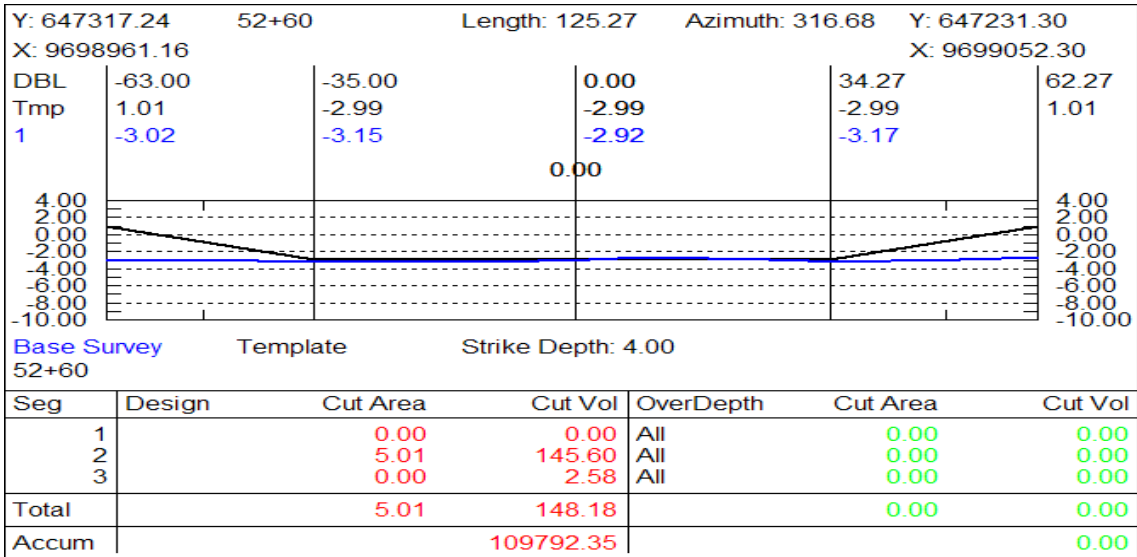 Y: 647317.24 52+60 Length: 125.27 Azimuth: 316.68 Y: 647231.30
X: 9698961.16 X: 9699052.30
DBL -63.00 -35.00 0.00 34.27 62.27
Tmp 1.01 -2.99 -2.99 -2.99 1.01
1 -3.02 -3.15 -2.92 -3.17
0.00
4.00 4.00
2.00 2.00
0.00 0.00
-2.00 -2.00
-4.00 -4.00
-6.00 -6.00
-8.00 -8.00
-10.00 -10.00
Base Survey Template Strike Depth: 4.00
52+60
Seg Design Cut Area Cut Vol OverDepth Cut Area Cut Vol
1 0.00 0.00 All 0.00 0.00
2 5.01 145.60 All 0.00 0.00
3 0.00 2.58 All 0.00 0.00
Total 5.01 148.18 0.00 0.00
Accum 109792.35 0.00